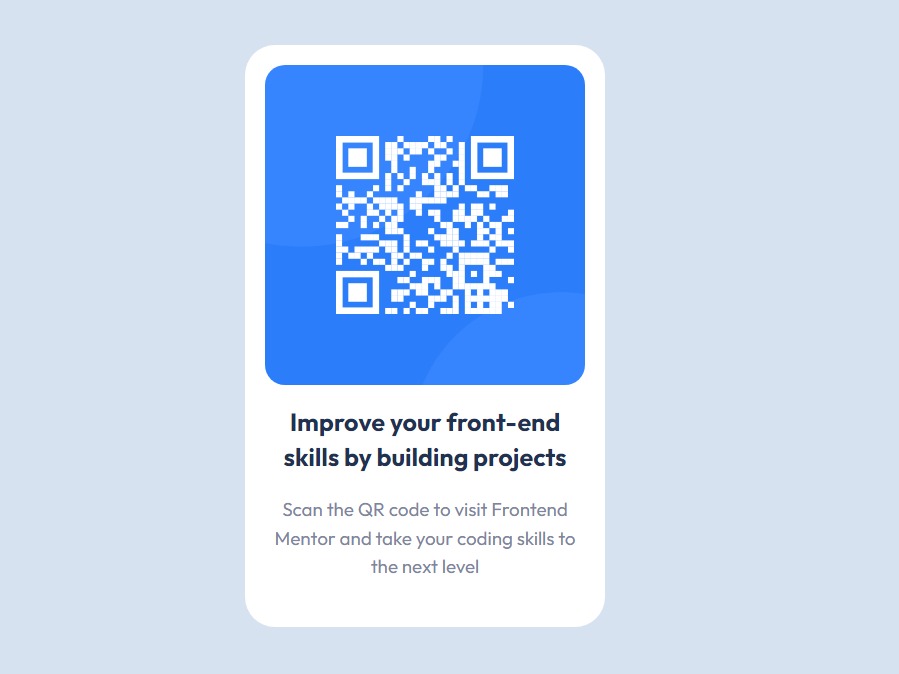 Improve your front-end
skills by building projects
Scan the QR code to visit Frontend
Mentor and take your coding skills to
the next level